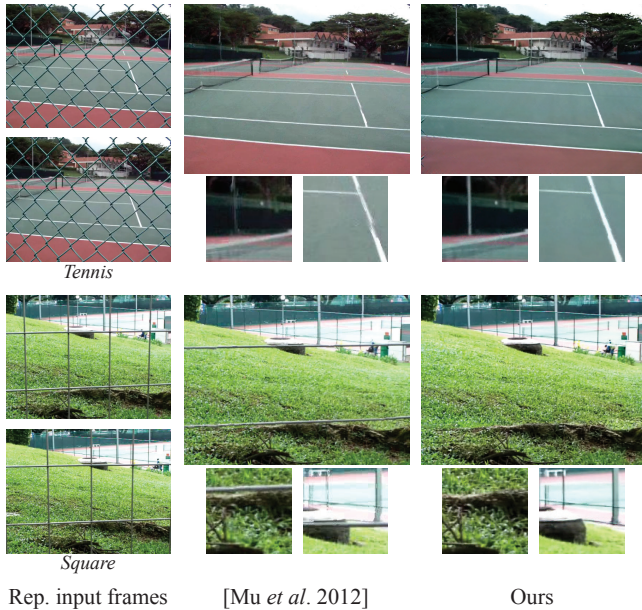 Tennis
Square
Rep. input frames
[Mu et al. 2012]
Ours